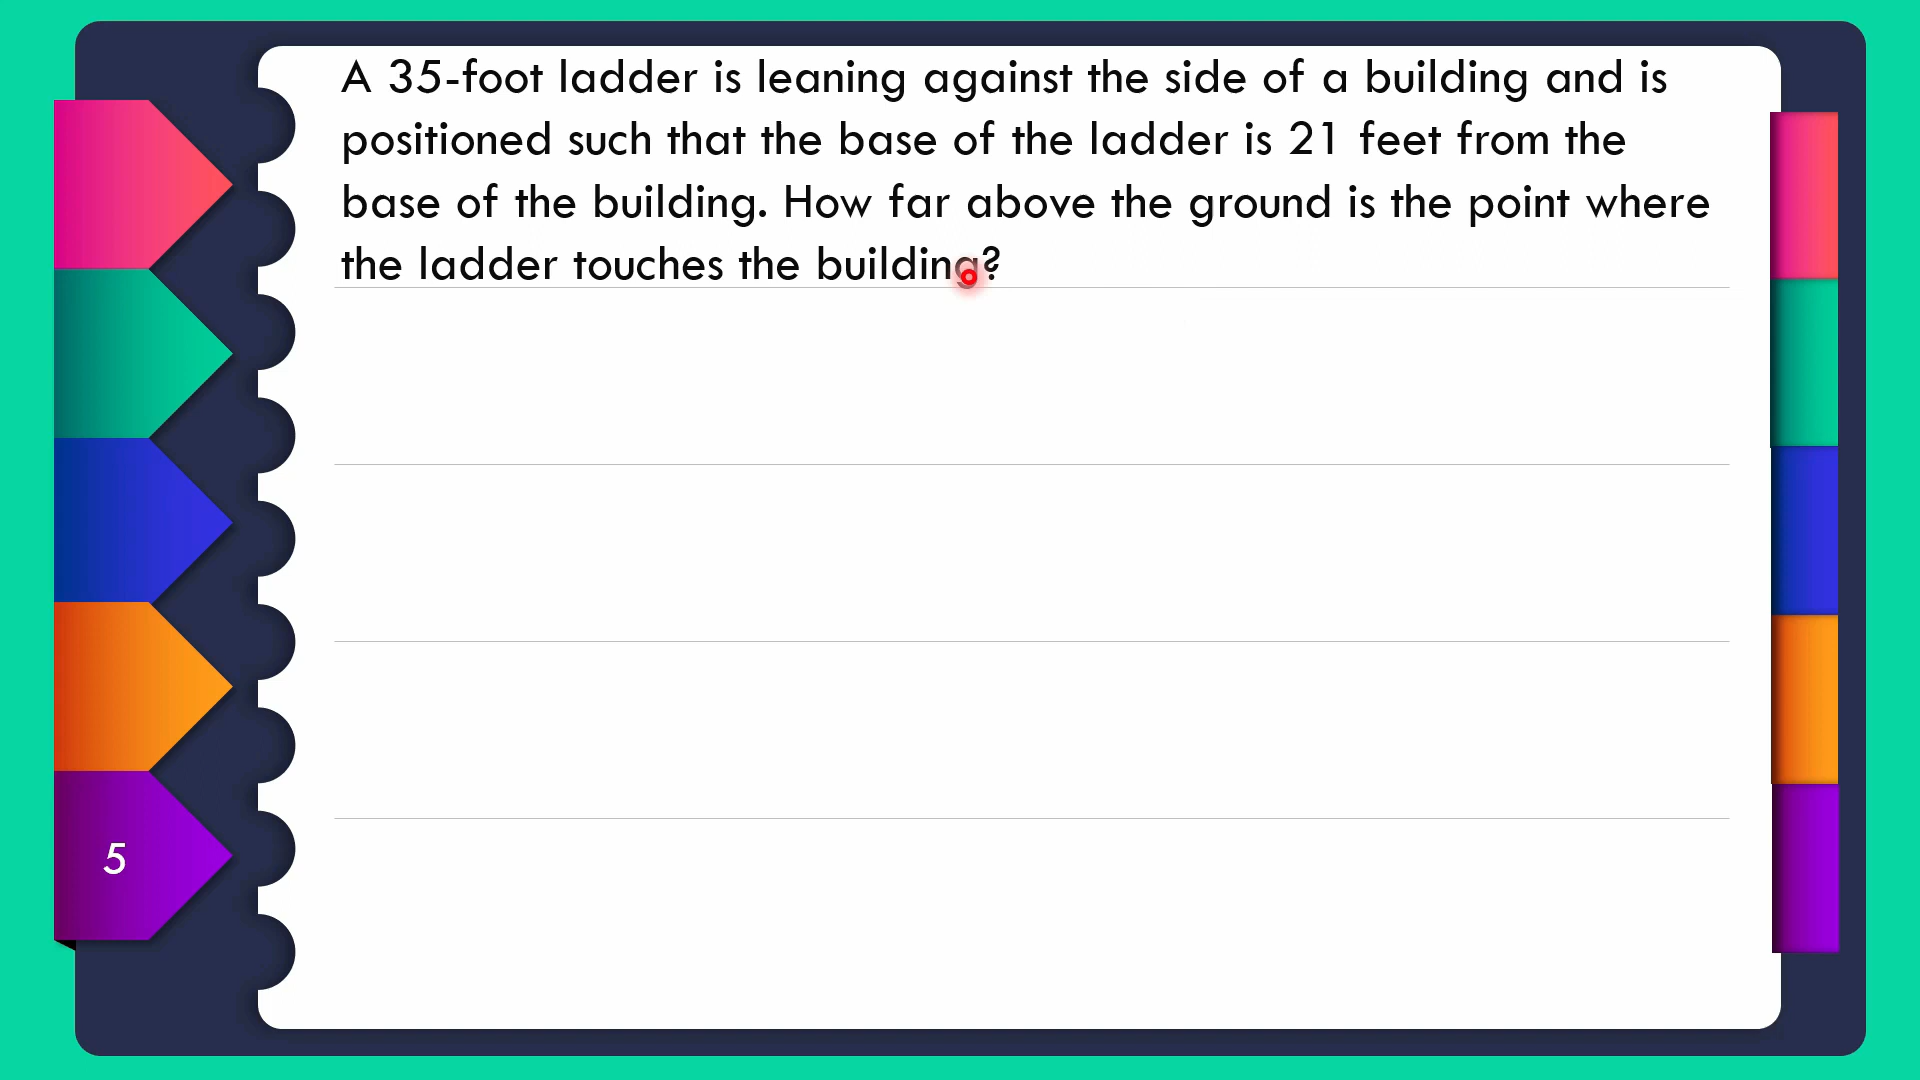 A 35-foot ladder is leaning against the side of a building and is
positioned such that the base of the ladder is 21 feet from the
base of the building. How far above the ground is the point where
the ladder touches the building?
5